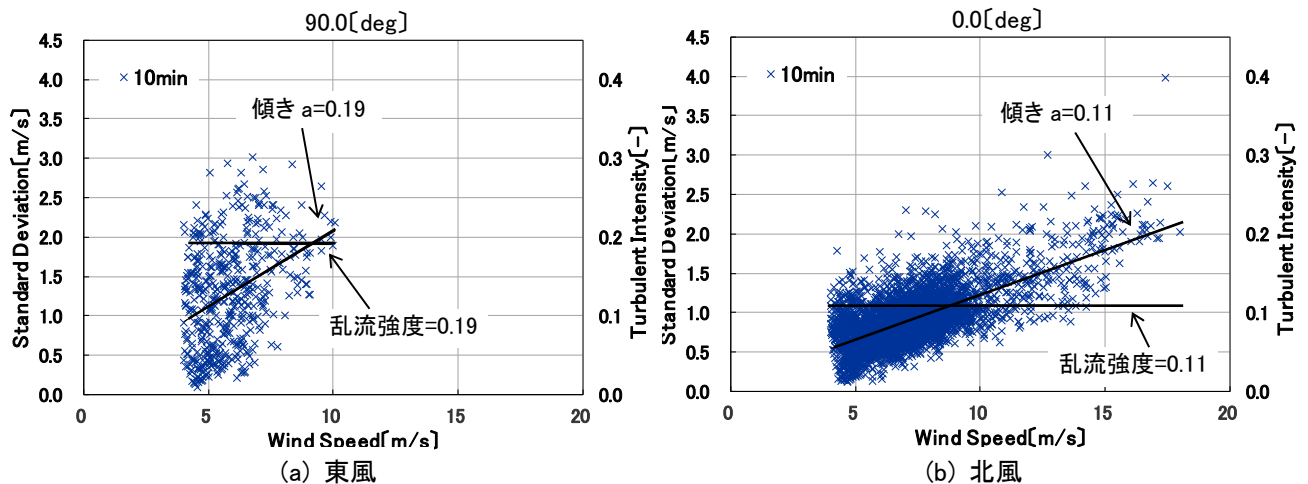 90.0〔deg〕
4.5
4.0
3.5
3.0
2.5
2.0
1.5
1.0
0.5
0.0
Standard Deviation〔m/s〕
10min
傾き a=0.19
乱流強度=0.19
0.4
0.3
0.2
0.1
0.0
Turbulent Intensity〔-〕
0 5 10 15 20
Wind Speed〔m/s〕
(a) 東風
0.0〔deg〕
4.5
4.0
3.5
3.0
2.5
2.0
1.5
1.0
0.5
0.0
Standard Deviation〔m/s〕
10min
傾き a=0.11
乱流強度=0.11
0.4
0.3
0.2
0.1
0.0
Turbulent Intensity〔-〕
0 5 10 15 20
Wind Speed〔m/s〕
(b) 北風